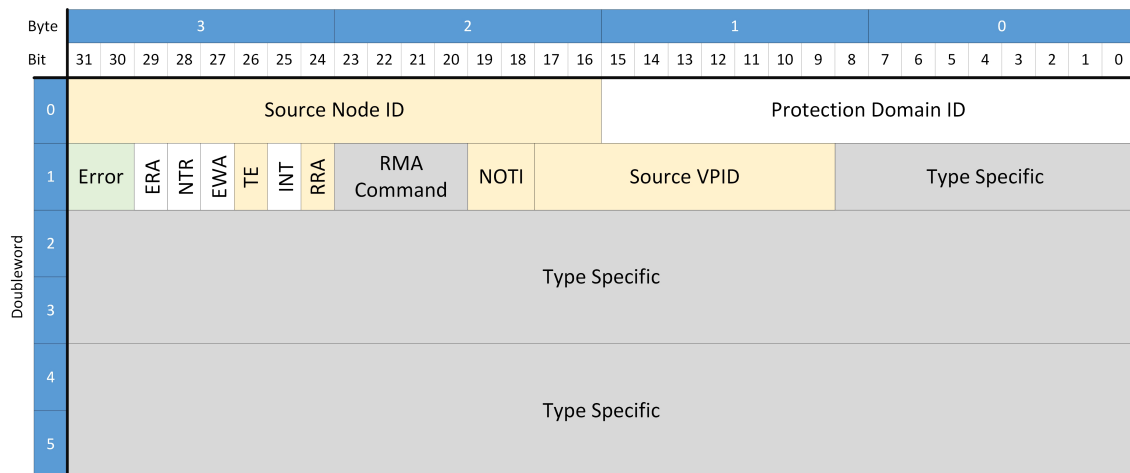 Byte 3 2 1 0
Bit 31 30 29 28 27 26 25 24 23 22 21 20 19 18 17 16 15 14 13 12 11 10 9 8 7 6 5 4 3 2 1 0
0 Source Node ID Protection Domain ID
1 Error ERA NTR EWA TE INT RRA RMA Command NOTI Source VPID Type Specific
Doubleword
2
Type Specific
3
4
Type Specific
5